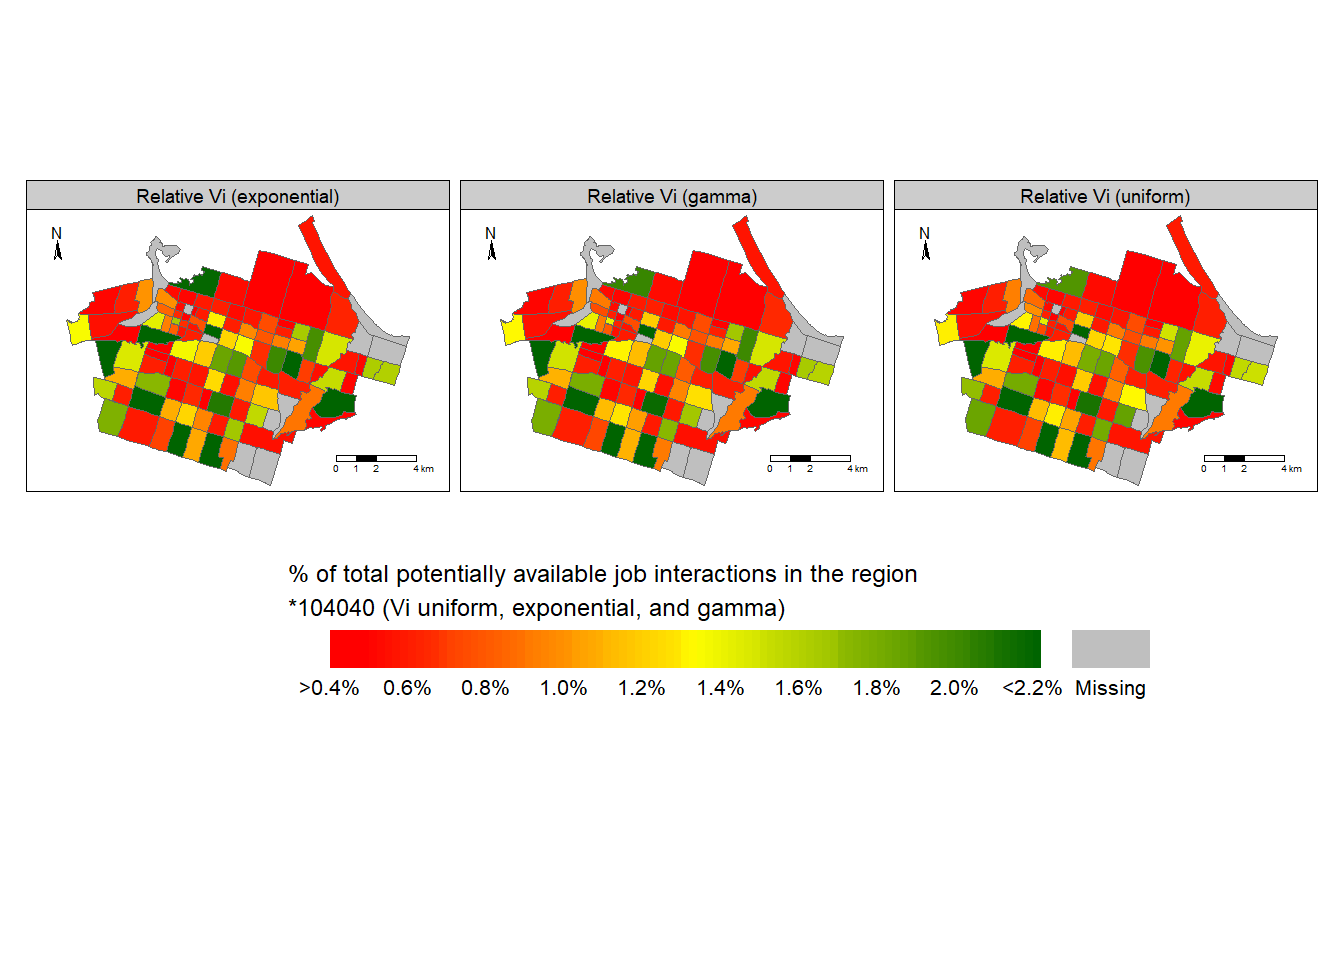 Relative Vi (exponential)
Relative Vi (gamma)
Relative Vi (uniform)
N
N
N
0 1 2 4 km
0 1 2 4 km
0 1 2 4 km
% of total potentially available job interactions in the region
*104040 (Vi uniform, exponential, and gamma)
>0.4% 0.6% 0.8% 1.0% 1.2% 1.4% 1.6% 1.8% 2.0% <2.2% Missing